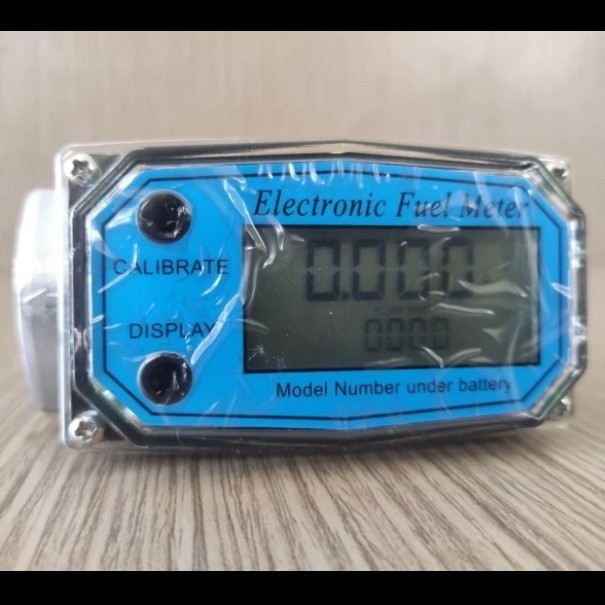 Electronic Fuel Meter
0.000
CALIBRATE
0000
DISPLAY
Model Number under battery